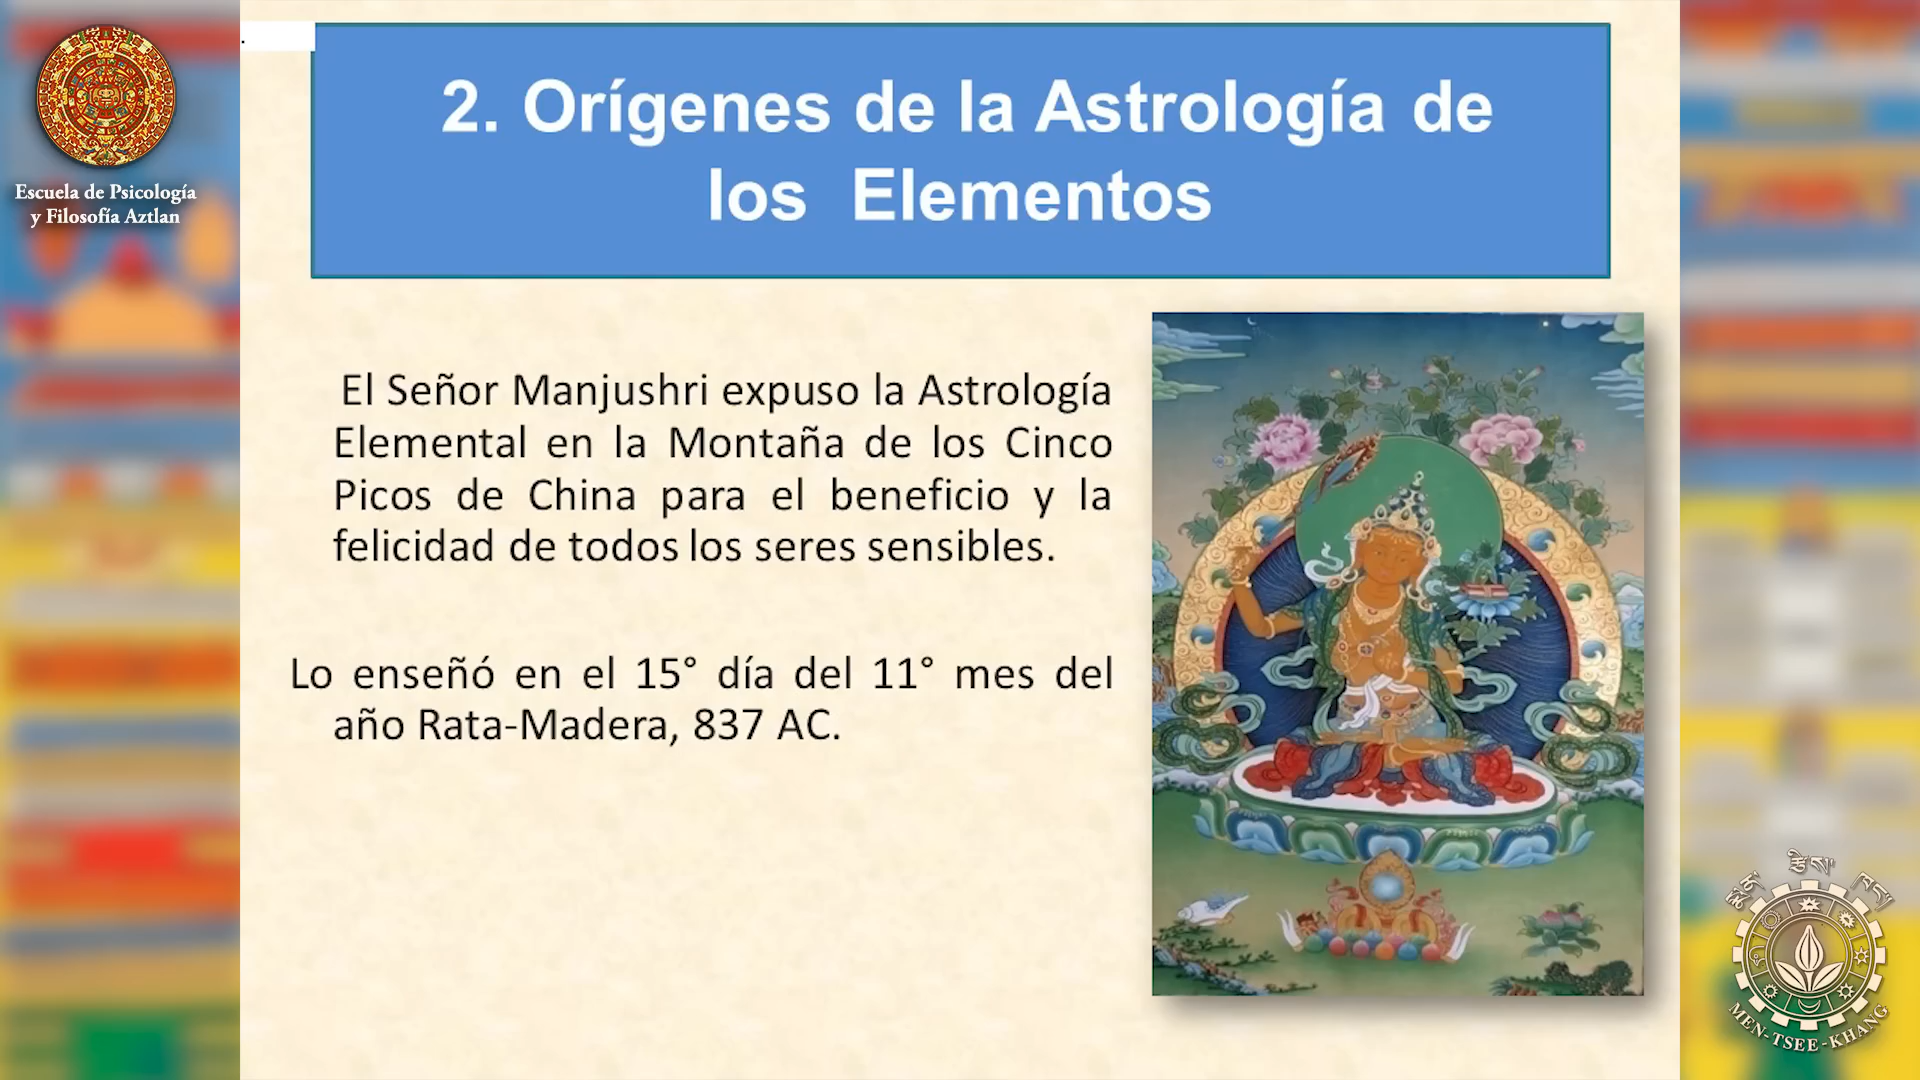 Escuela de Psicología
y Filosofía Aztlan
.
2. Orígenes de la Astrología de
los Elementos
El Señor Manjushri expuso la Astrología
Elemental en la Montaña de los Cinco
Picos de China para el beneficio y la
felicidad de todos los seres sensibles.
Lo enseñó en el 15° día del 11° mes del
año Rata-Madera, 837 AC.
MEN-TSEE-KHANG